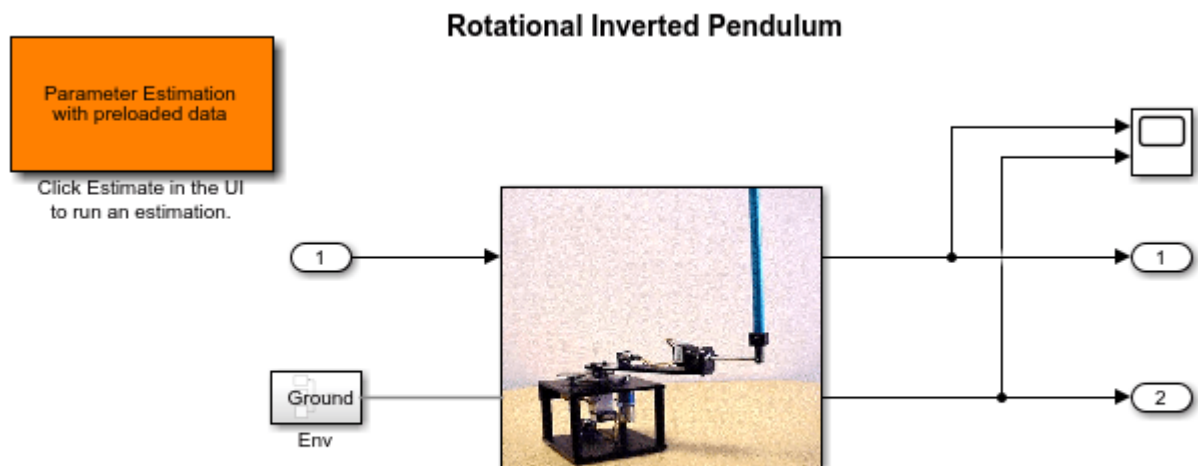 Rotational Inverted Pendulum
Parameter Estimation
with preloaded data
Click Estimate in the UI
to run an estimation.
1
1
Ground
Env
2